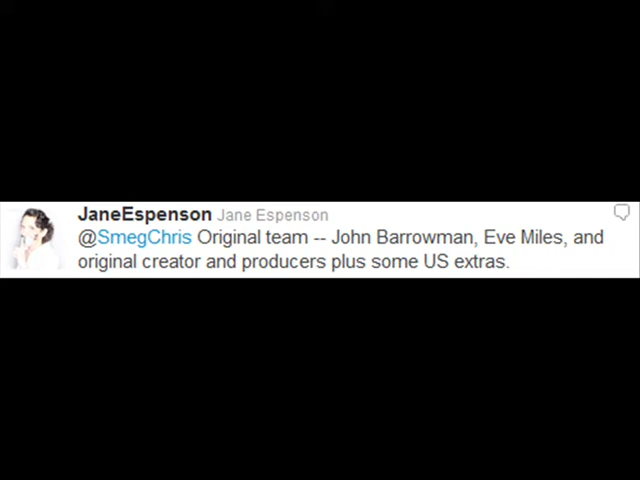 JaneEspenson Jane Espenson
@SmegChris Original team -- John Barrowman, Eve Miles, and
original creator and producers plus some US extras.